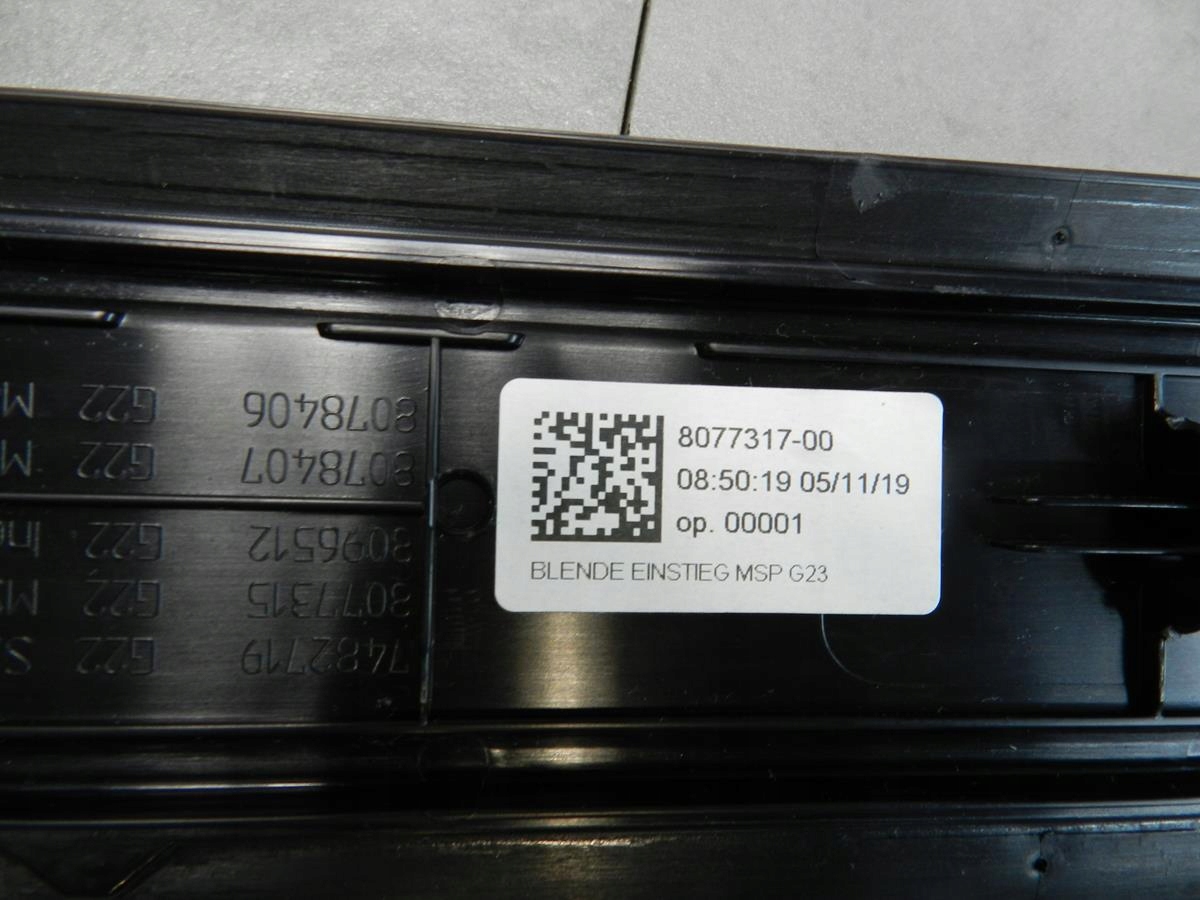 8077317-00
08:50:19 05/11/19
op. 00001
BLENDE EINSTIEG MSP G23
7482719 G22
8077315 G22
8096512 G22
8078407 G22
8078406 G22